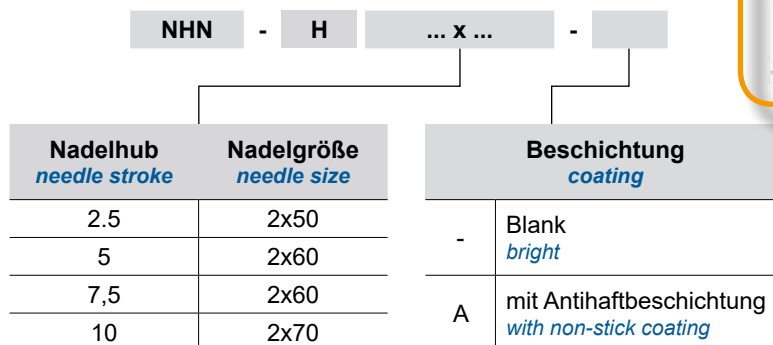 NHN - H ... x ... -
Nadelhub Nadelgröße
needle stroke needle size
2.5 2x50
5 2x60
7,5 2x60
10 2x70
Beschichtung
coating
- Blank
bright
A mit Antihaftbeschichtung
with non-stick coating